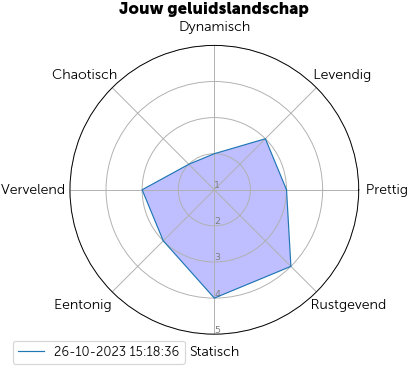 Jouw geluidslandschap
Dynamisch
Chaotisch
Levendig
Vervelend
1
Prettig
2
3
4
Eentonig
Rustgevend
5
26-10-2023 15:18:36
Statisch